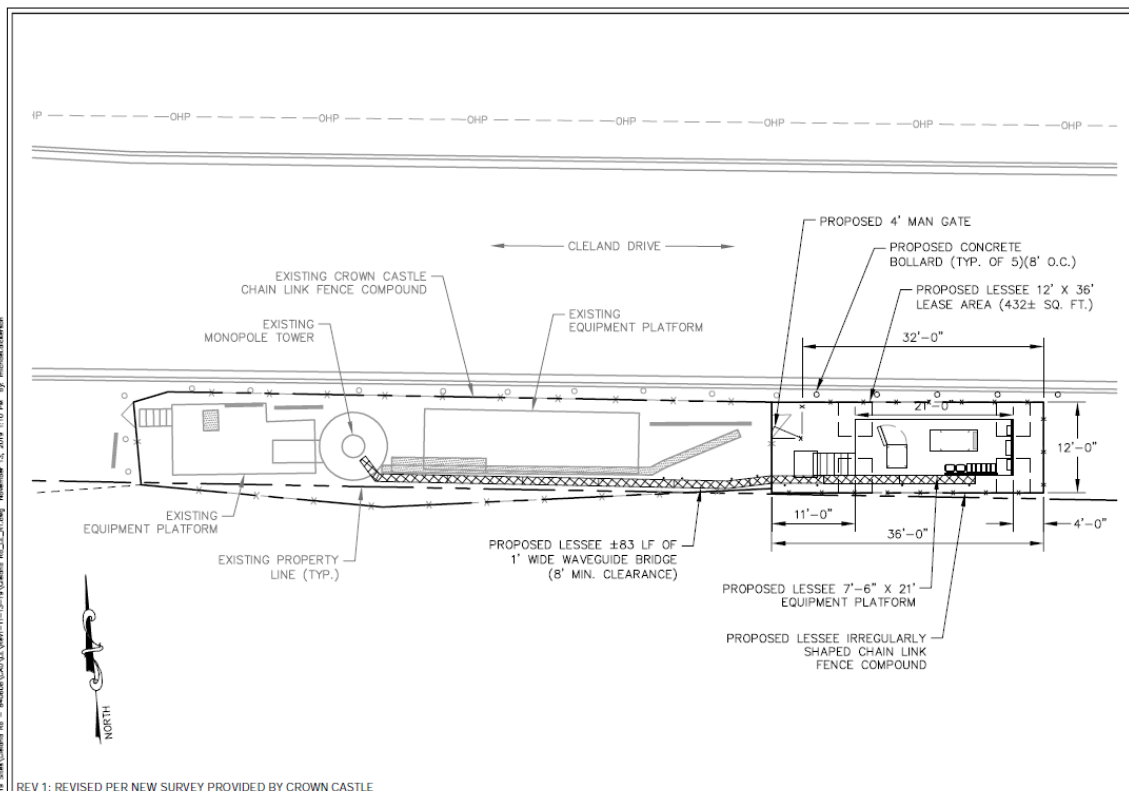 HP
OHP
OHP
OHP
OHP
OHP
OHP
OHP
PROPOSED 4' MAN GATE
CLELAND DRIVE
PROPOSED CONCRETE
BOLLARD (TYP. OF 5)(8' O.C.)
EXISTING CROWN CASTLE
CHAIN LINK FENCE COMPOUND
PROPOSED LESSEE 12' X 36'
LEASE AREA (432± SQ. FT.)
EXISTING
MONOPOLE TOWER
EXISTING
EQUIPMENT PLATFORM
32'-0"
21'-0"
12'-0"
EXISTING
EQUIPMENT PLATFORM
11'-0"
4'-0"
36'-0"
EXISTING PROPERTY
LINE (TYP.)
PROPOSED LESSEE ±83 LF OF
1' WIDE WAVEGUIDE BRIDGE
(8' MIN. CLEARANCE)
PROPOSED LESSEE 7'-6" X 21'
EQUIPMENT PLATFORM
PROPOSED LESSEE IRREGULARLY
SHAPED CHAIN LINK
FENCE COMPOUND
NORTH
REV 1: REVISED PER NEW SURVEY PROVIDED BY CROWN CASTLE